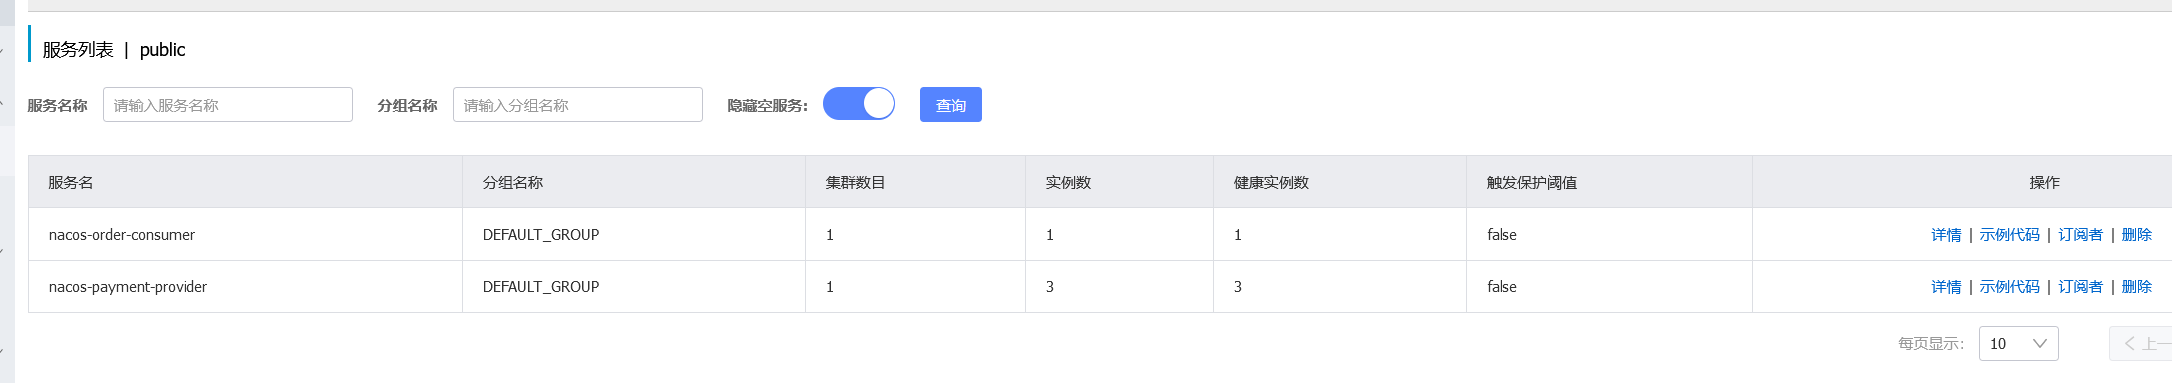 服务列表 | public
服务名称 请输入服务名称 分组名称 请输入分组名称 隐藏空服务: 查询
服务名 分组名称 集群数目 实例数 健康实例数 触发保护阈值 操作
nacos-order-consumer DEFAULT_GROUP 1 1 1 false 详情 | 示例代码 | 订阅者 | 删除
nacos-payment-provider DEFAULT_GROUP 1 3 3 false 详情 | 示例代码 | 订阅者 | 删除
每页显示: 10 上一